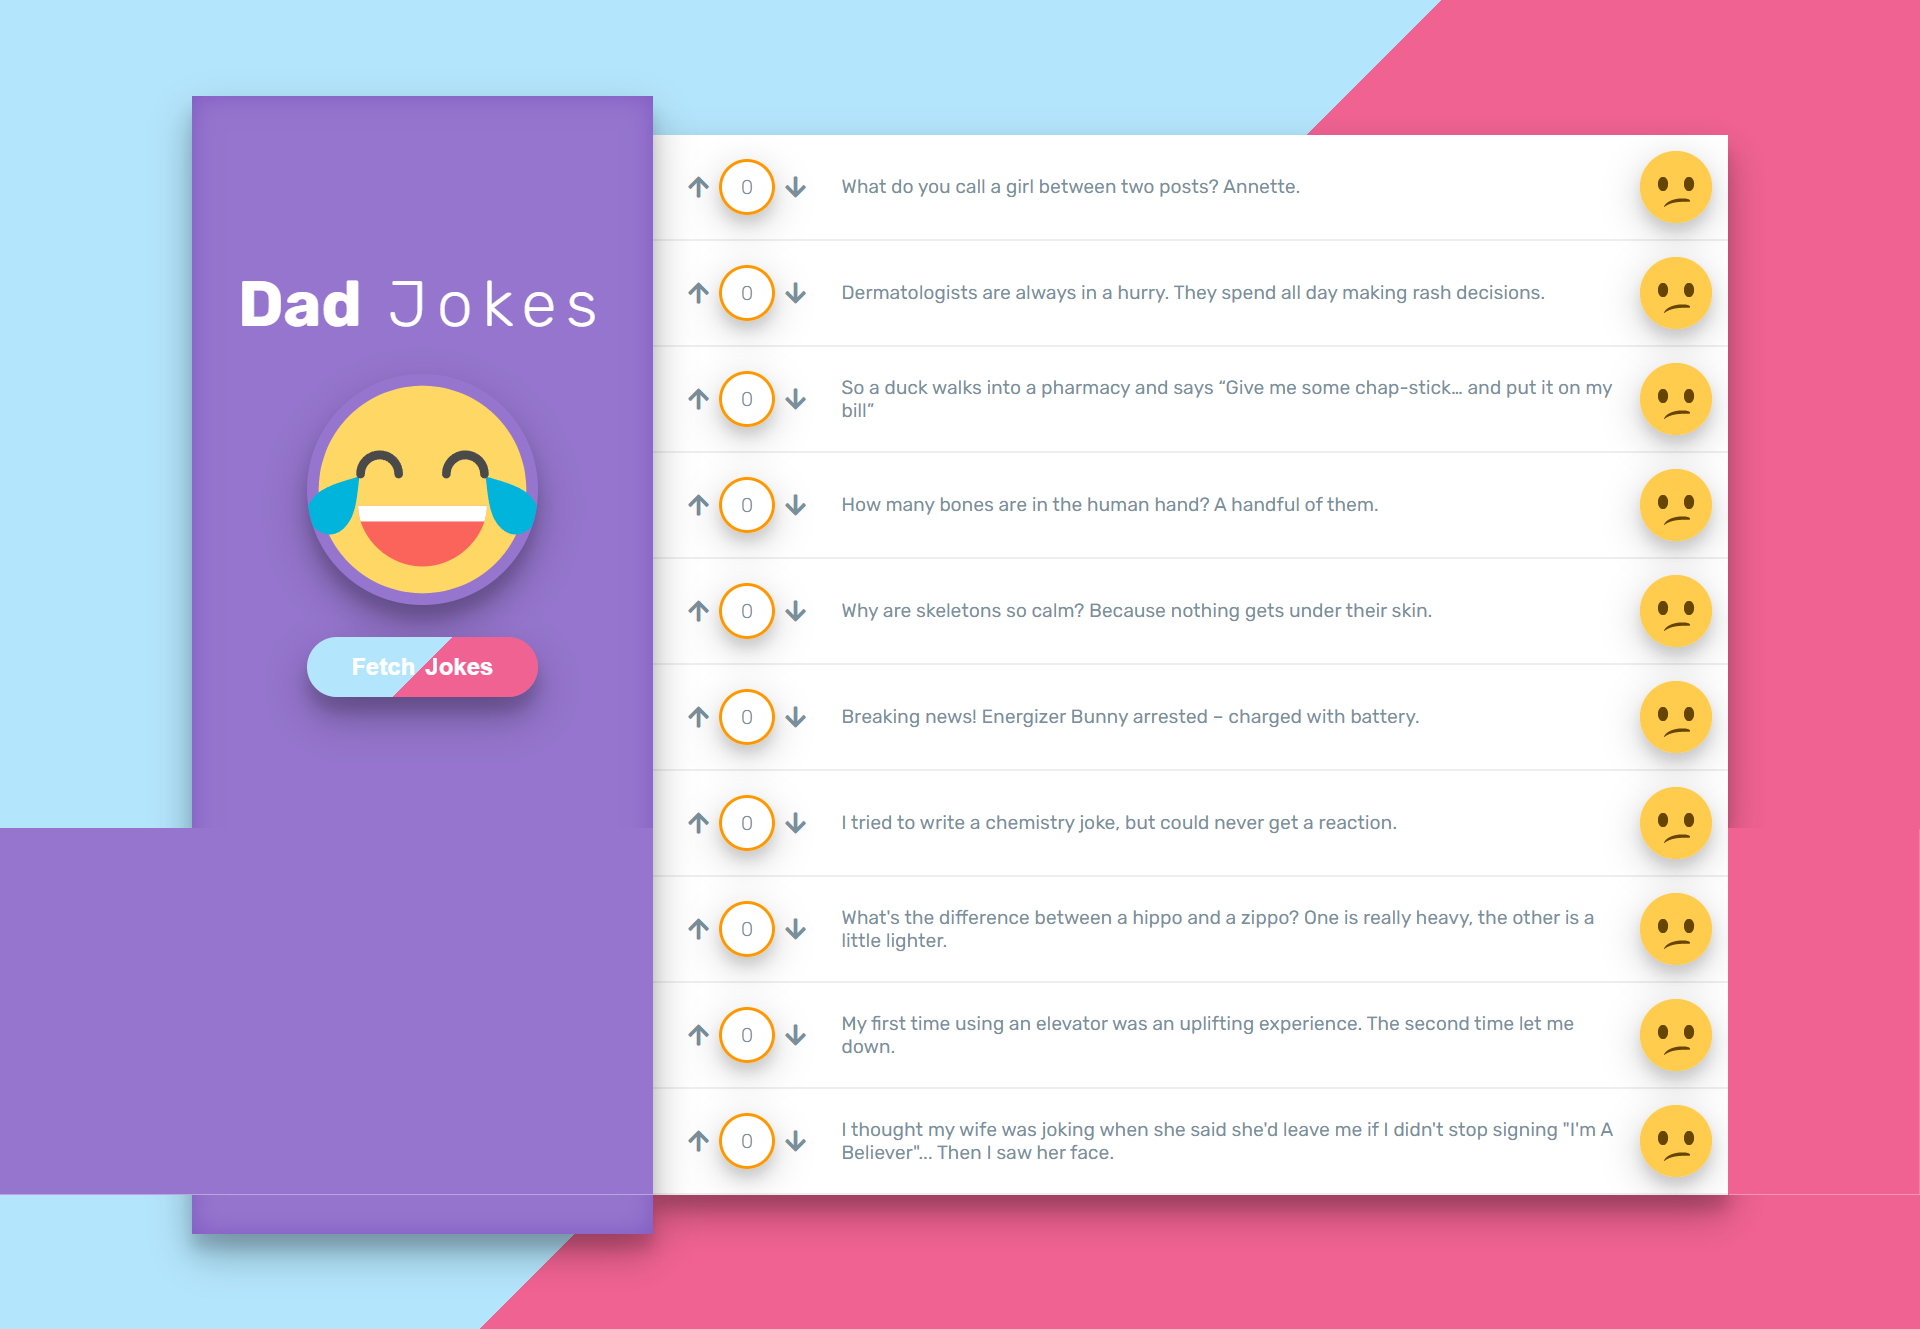 Dad Jokes
Fetch Jokes
0
What do you call a girl between two posts? Annette.
0
Dermatologists are always in a hurry. They spend all day making rash decisions.
0
So a duck walks into a pharmacy and says “Give me some chap-stick… and put it on my
bill”
0
How many bones are in the human hand? A handful of them.
0
Why are skeletons so calm? Because nothing gets under their skin.
0
Breaking news! Energizer Bunny arrested – charged with battery.
0
I tried to write a chemistry joke, but could never get a reaction.
0
What's the difference between a hippo and a zippo? One is really heavy, the other is a
little lighter.
0
My first time using an elevator was an uplifting experience. The second time let me
down.
0
I thought my wife was joking when she said she'd leave me if I didn't stop signing "I'm A
Believer"... Then I saw her face.